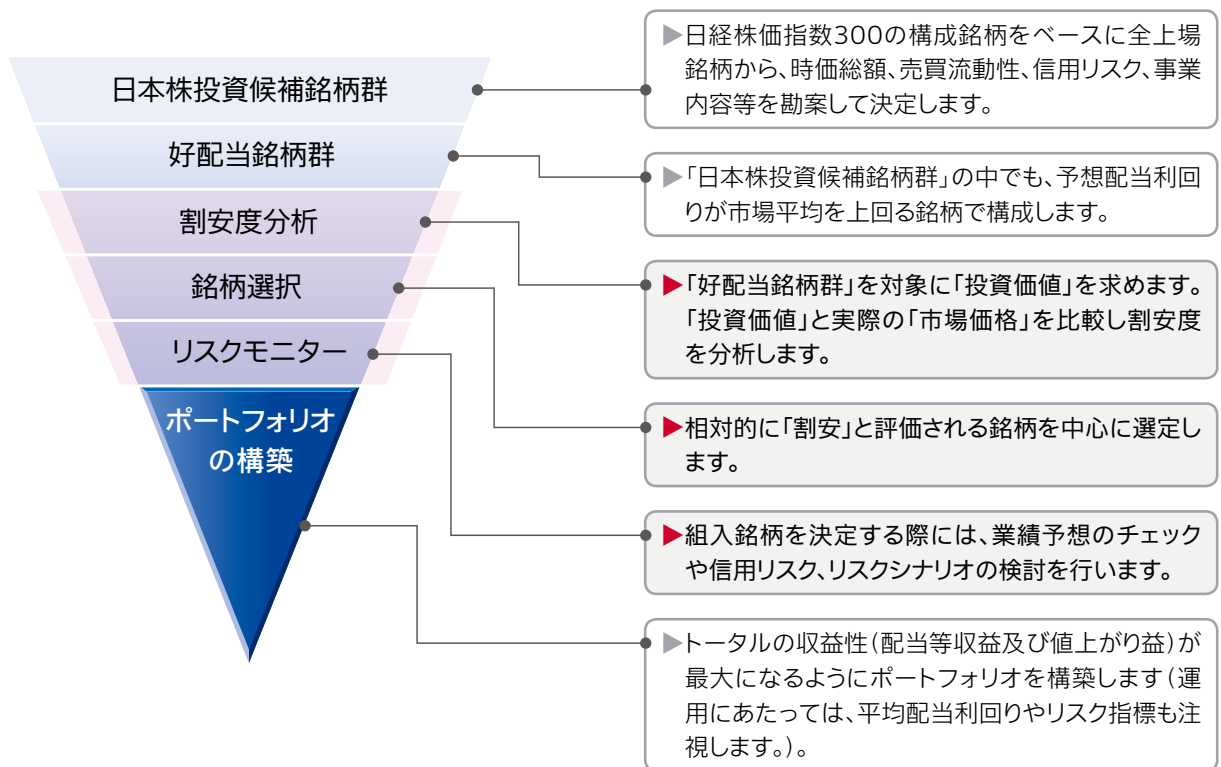 日本株投資候補銘柄群
好配当銘柄群
割安度分析
銘柄選択
リスクモニター
ポートフォリオ
の構築
▶日経株価指数300の構成銘柄をベースに全上場
銘柄から、時価総額、売買流動性、信用リスク、事業
内容等を勘案して決定します。
▶「日本株投資候補銘柄群」の中でも、予想配当利回
りが市場平均を上回る銘柄で構成します。
▶「好配当銘柄群」を対象に「投資価値」を求めます。
「投資価値」と実際の「市場価格」を比較し割安度
を分析します。
▶相対的に「割安」と評価される銘柄を中心に選定し
ます。
▶組入銘柄を決定する際には、業績予想のチェック
や信用リスク、リスクシナリオの検討を行います。
▶トータルの収益性（配当等収益及び値上がり益）が
最大になるようにポートフォリオを構築します（運
用にあたっては、平均配当利回りやリスク指標も注
視します。）。